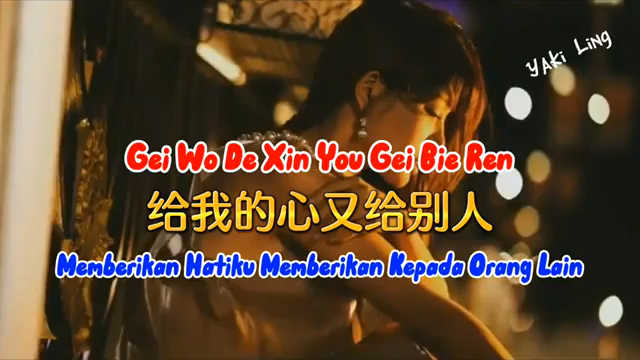 YAKi LiNg
Gei Wo De Xin You Gei Bie Ren
给我的心又给别人
Memberikan Hatiku Memberikan Kepada Orang Lain